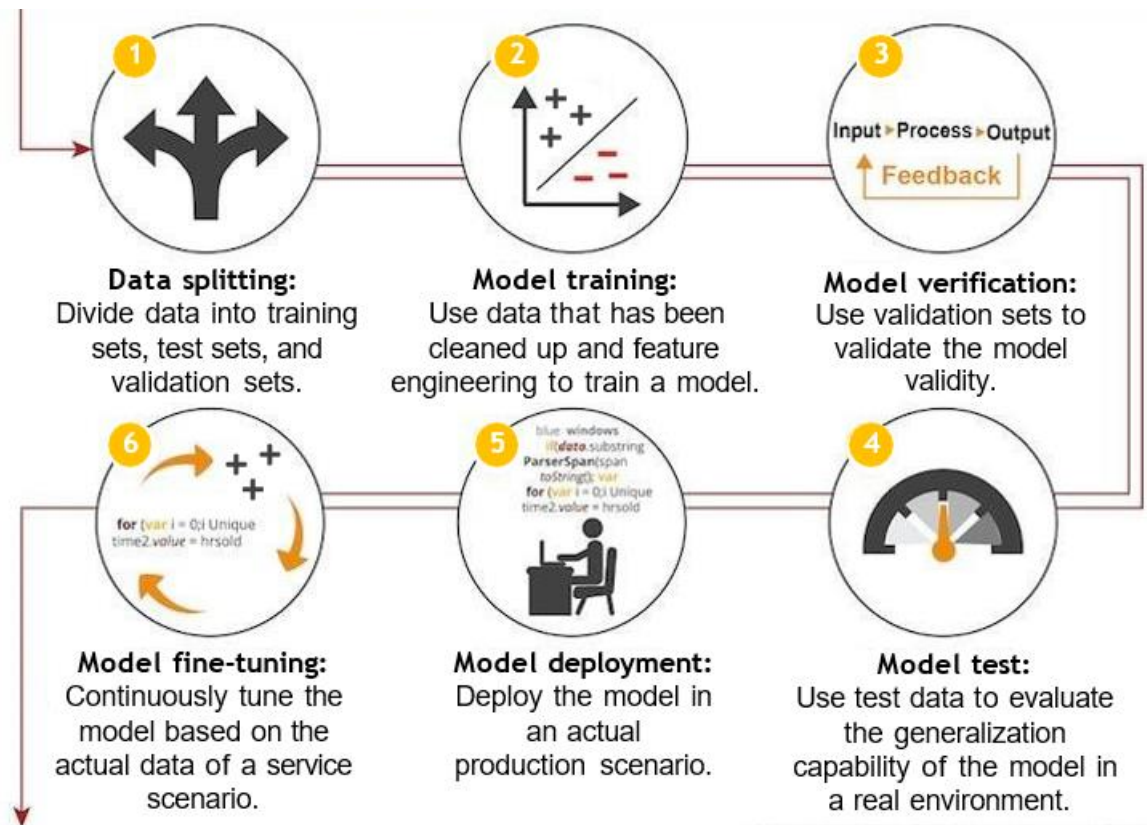 1
2
3
Input Process Output
Feedback
Data splitting:
Divide data into training
sets, test sets, and
validation sets.
Model training:
Use data that has been
cleaned up and feature
engineering to train a model.
Model verification:
Use validation sets to
validate the model
validity.
6
for (var i = 0;i Unique
time2.value = hrsold
5
blue windows
if(data.substring
ParserSpan(span
toString(); var
for (var i = 0;i Unique
time2.value = hrsold
4
Model fine-tuning:
Continuously tune the
model based on the
actual data of a service
scenario.
Model deployment:
Deploy the model in
an actual
production scenario.
Model test:
Use test data to evaluate
the generalization
capability of the model in
a real environment.